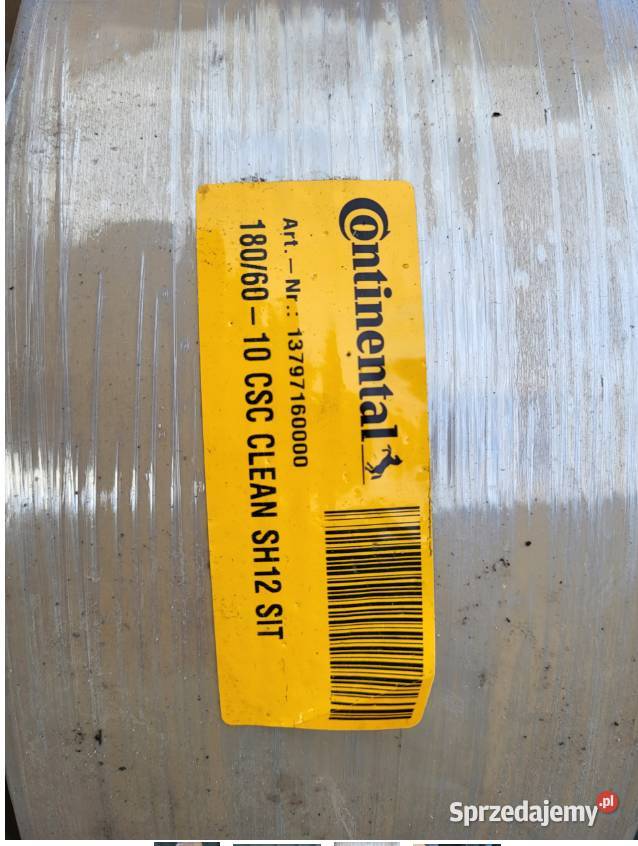 Continental
Art.–Nr.: 13797160000
180/60–10 CSC CLEAN SH12 SIT
Sprzedajemy.pl